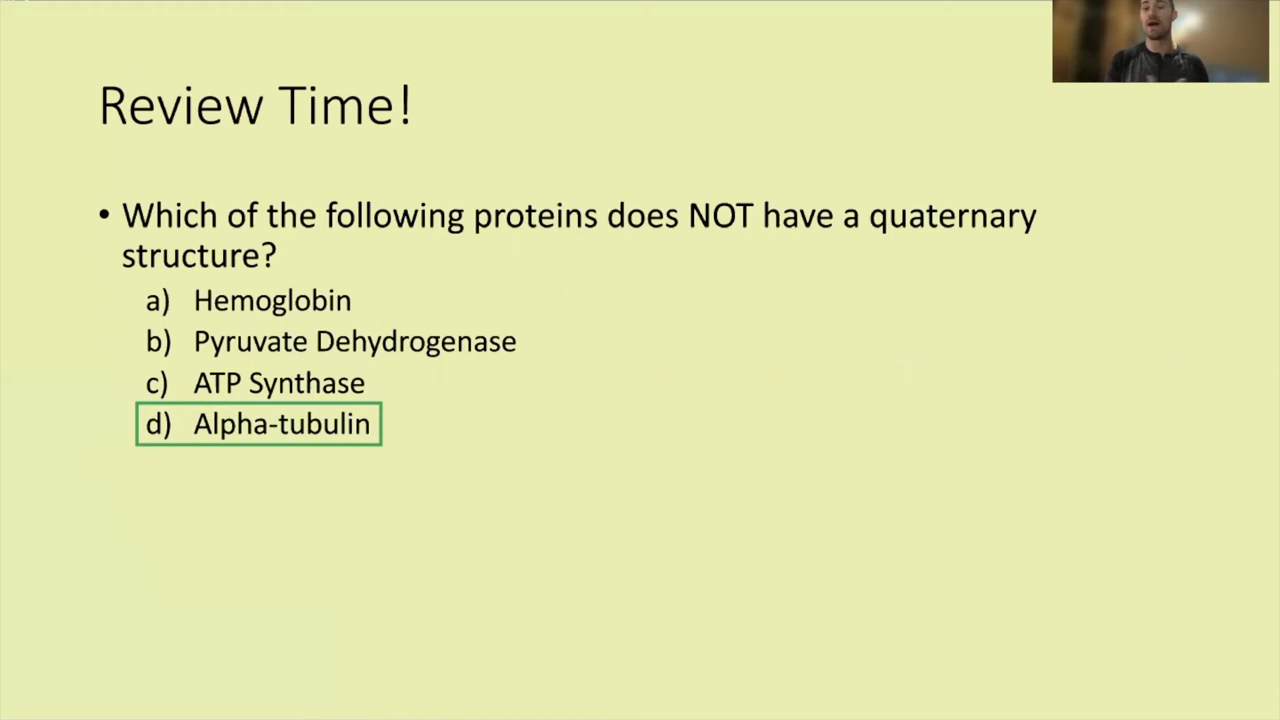 Review Time!
• Which of the following proteins does NOT have a quaternary
structure?
a) Hemoglobin
b) Pyruvate Dehydrogenase
c) ATP Synthase
d) Alpha-tubulin